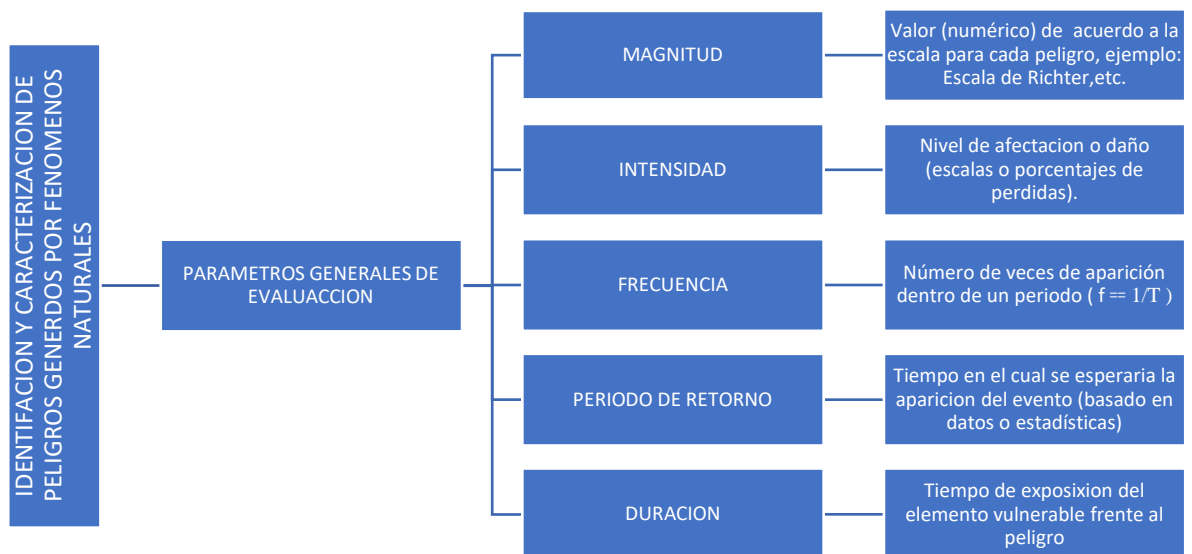 IDENTIFACION Y CARACTERIZACION DE
PELIGROS GENERDOS POR FENOMENOS
NATURALES
PARAMETROS GENERALES DE
EVALUACCION
MAGNITUD
Valor (numérico) de acuerdo a la
escala para cada peligro, ejemplo:
Escala de Richter,etc.
INTENSIDAD
Nivel de afectacion o daño
(escalas o porcentajes de
perdidas).
FRECUENCIA
Número de veces de aparición
dentro de un periodo ( f == 1/T )
PERIODO DE RETORNO
Tiempo en el cual se esperaria la
aparicion del evento (basado en
datos o estadísticas)
DURACION
Tiempo de exposixion del
elemento vulnerable frente al
peligro